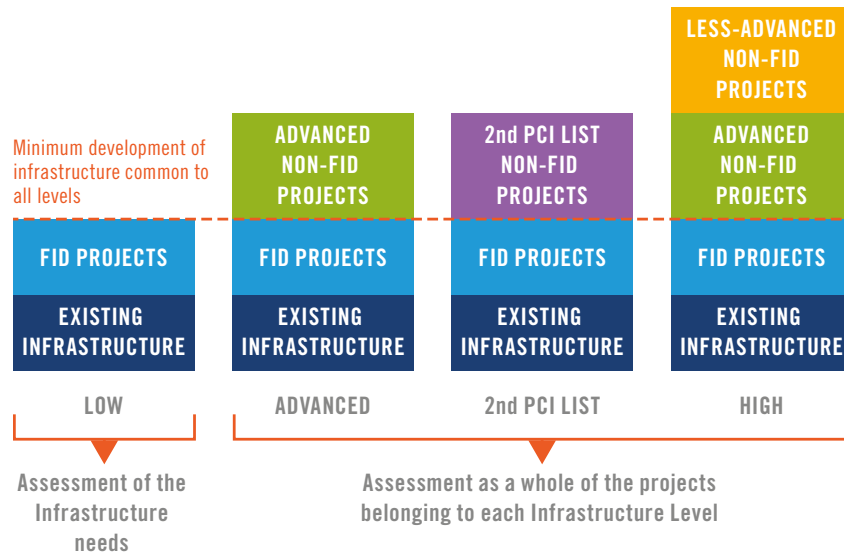 LESS-ADVANCED
NON-FID
PROJECTS
Minimum development of
infrastructure common to
all levels
ADVANCED
NON-FID
PROJECTS
2nd PCI LIST
NON-FID
PROJECTS
ADVANCED
NON-FID
PROJECTS
FID PROJECTS
FID PROJECTS
FID PROJECTS
FID PROJECTS
EXISTING
INFRASTRUCTURE
EXISTING
INFRASTRUCTURE
EXISTING
INFRASTRUCTURE
EXISTING
INFRASTRUCTURE
LOW
ADVANCED
2nd PCI LIST
HIGH
Assessment of the
Infrastructure
needs
Assessment as a whole of the projects
belonging to each Infrastructure Level